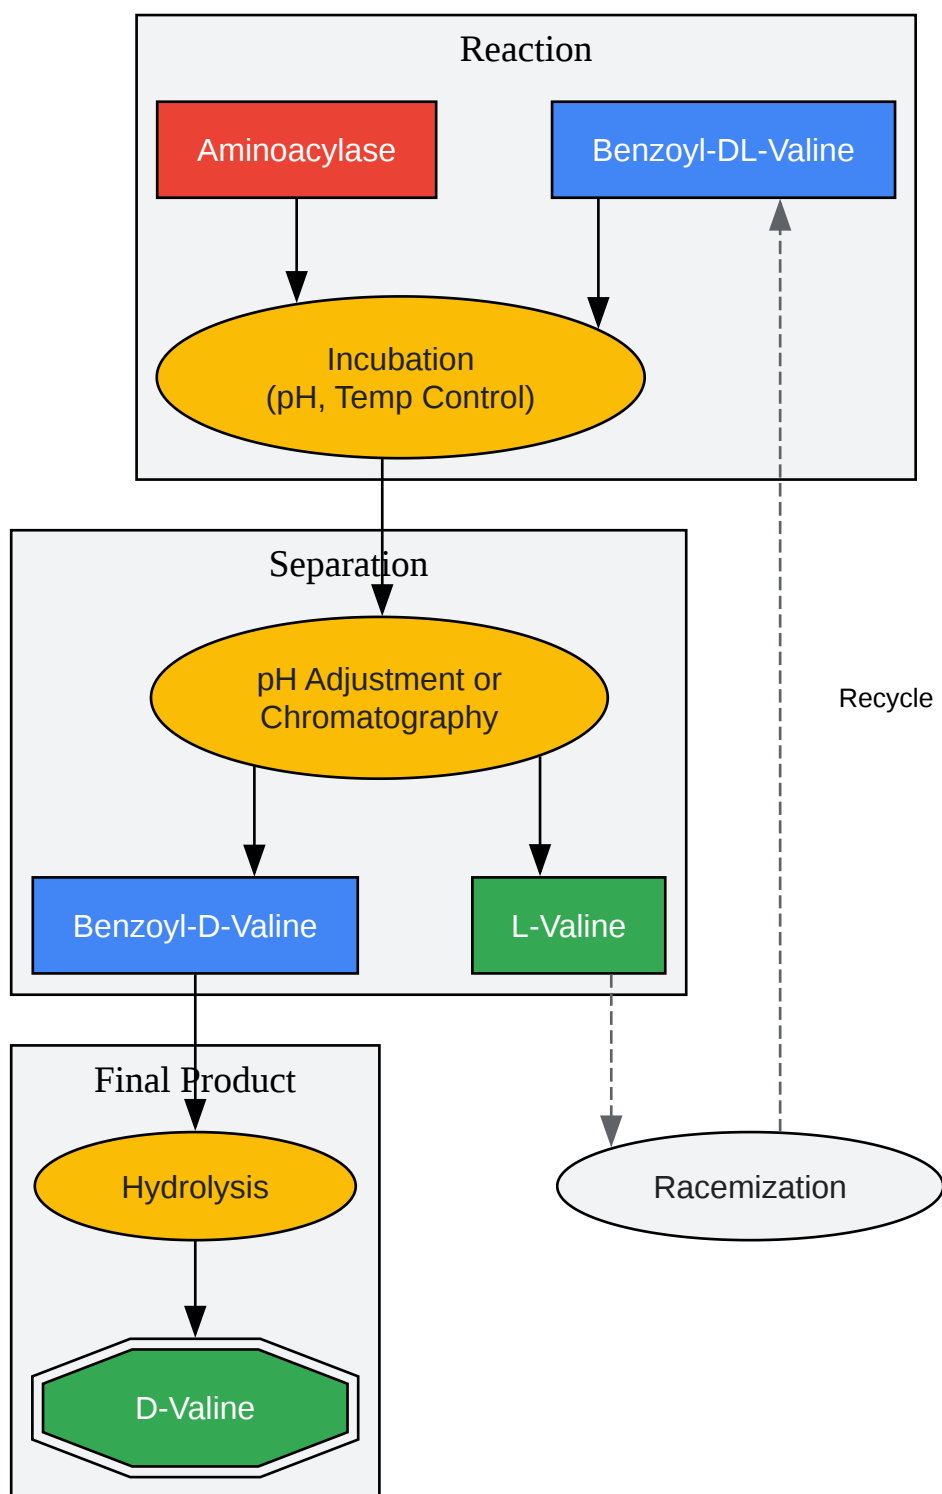 Reaction
Aminoacylase
Benzoyl-DL-Valine
Incubation
(pH, Temp Control)
Separation
pH Adjustment or
Chromatography
Recycle
Benzoyl-D-Valine
L-Valine
Final Product
Hydrolysis
Racemization
D-Valine